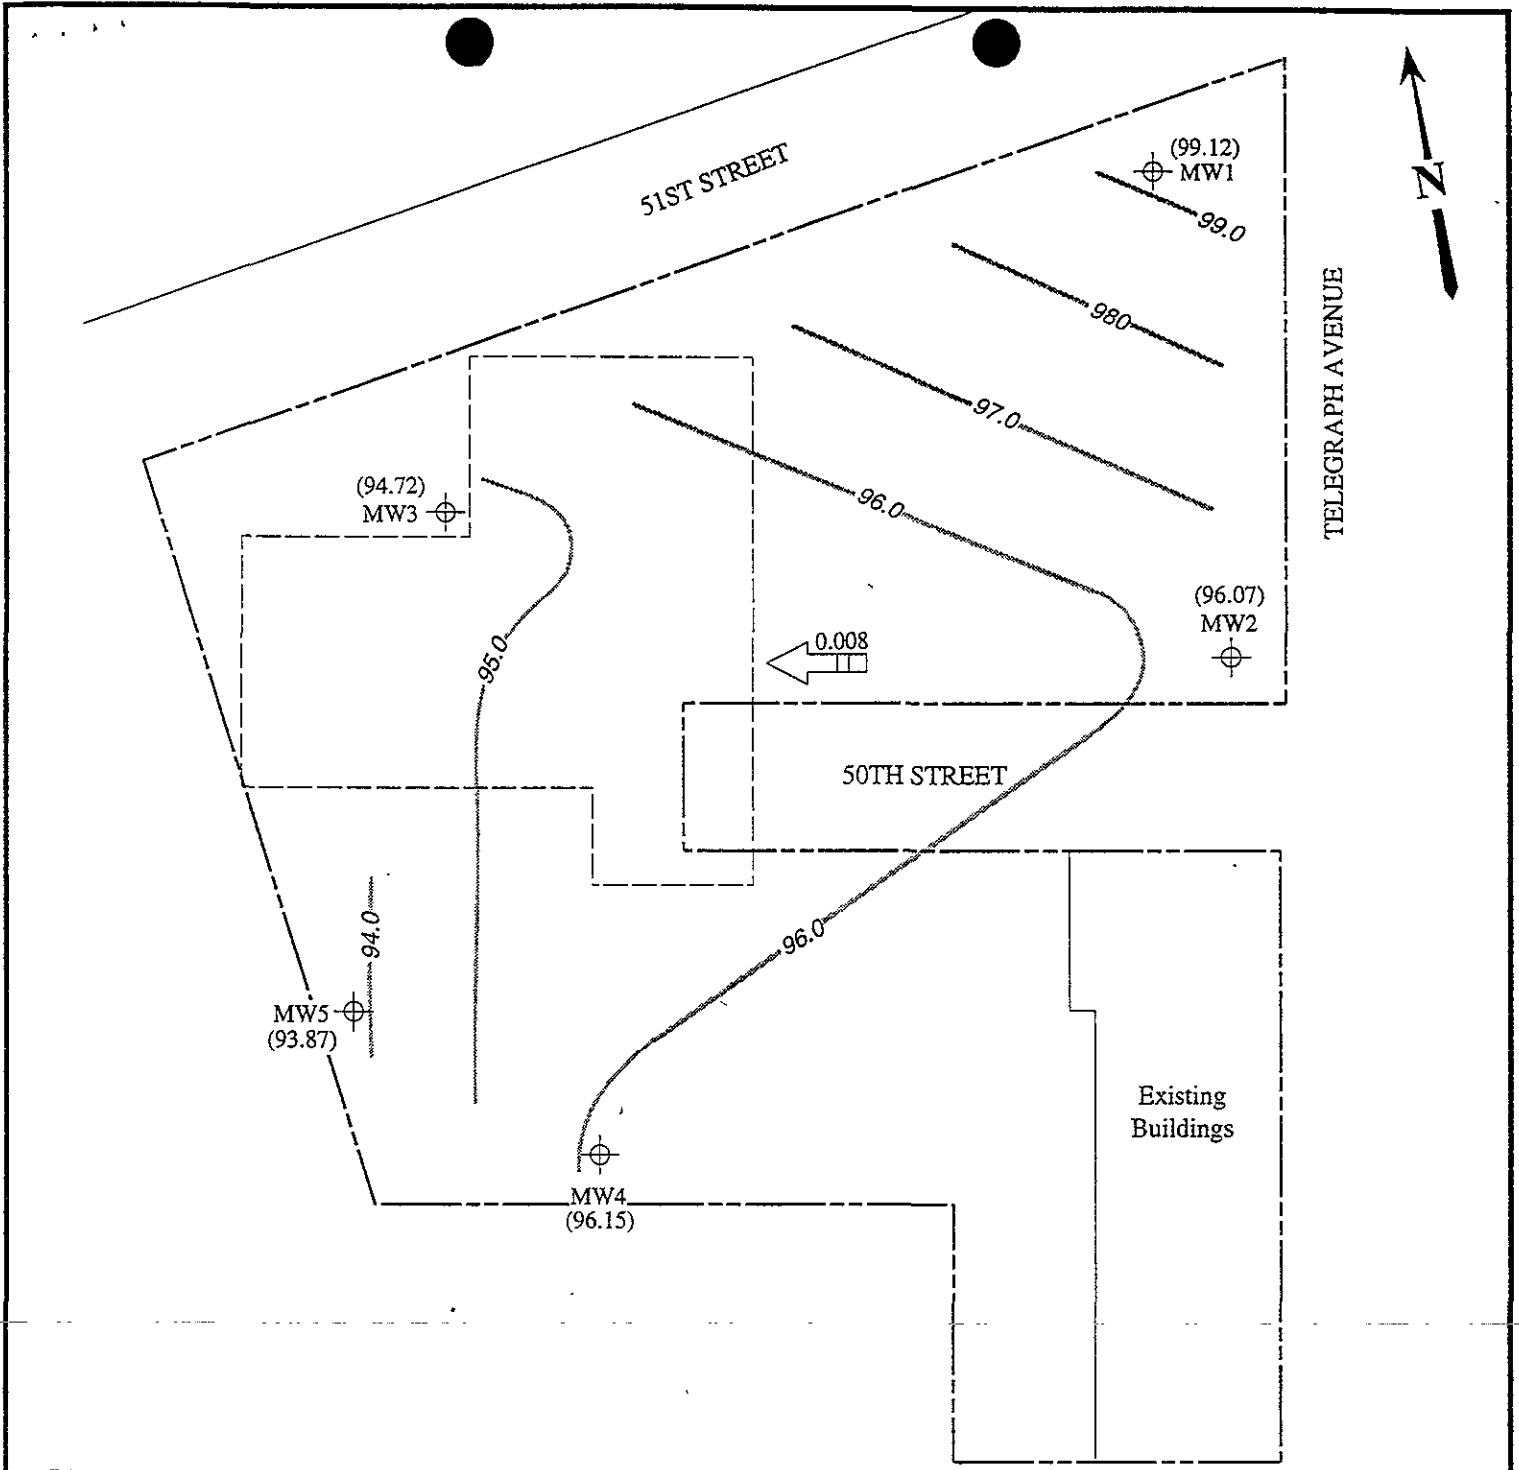 51ST STREET
(99.12)
MW1
N
99.0
980
TELEGRAPH AVENUE
97.0
96.0
(94.72)
MW3
(96.07)
MW2
0.008
95.0
50TH STREET
94.0
96.0
MW5
(93.87)
Existing
Buildings
MW4
(96.15)